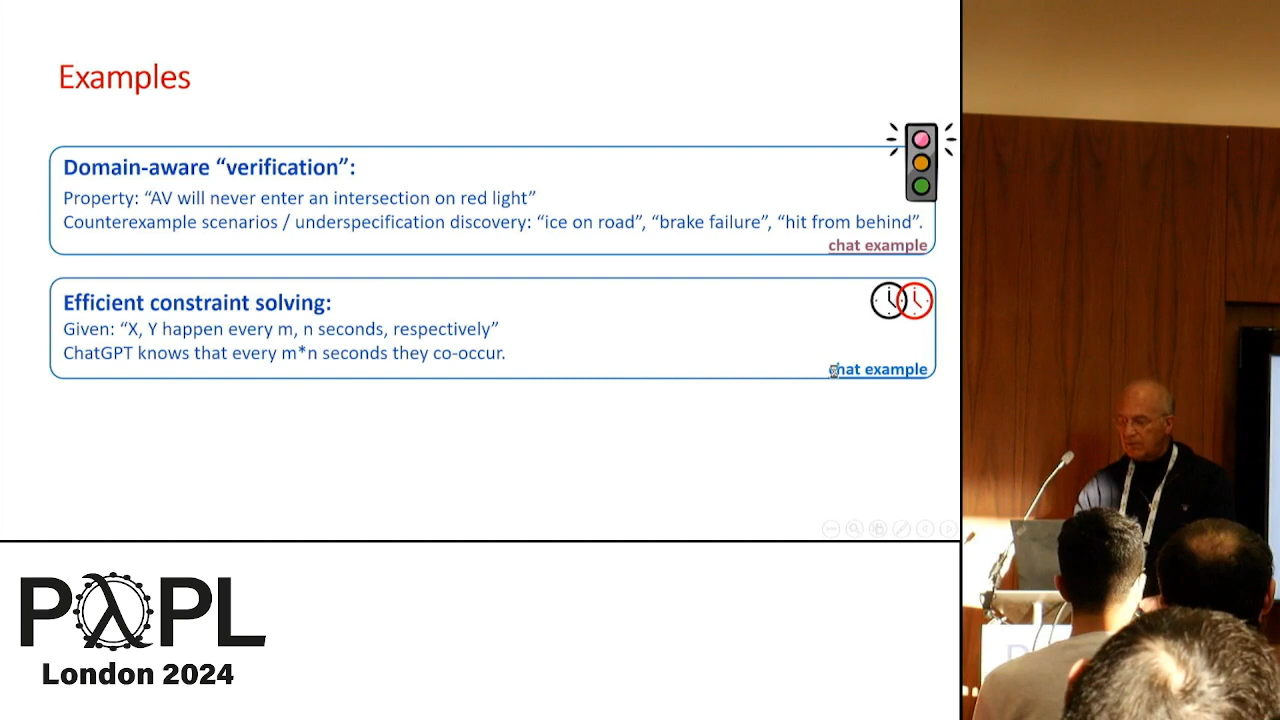 Examples
Domain-aware “verification”:
Property: “AV will never enter an intersection on red light”
Counterexample scenarios / underspecification discovery: “ice on road”, “brake failure”, “hit from behind”.
chat example
Efficient constraint solving:
Given: “X, Y happen every m, n seconds, respectively”
ChatGPT knows that every m*n seconds they co-occur.
chat example
PλPL
London 2024